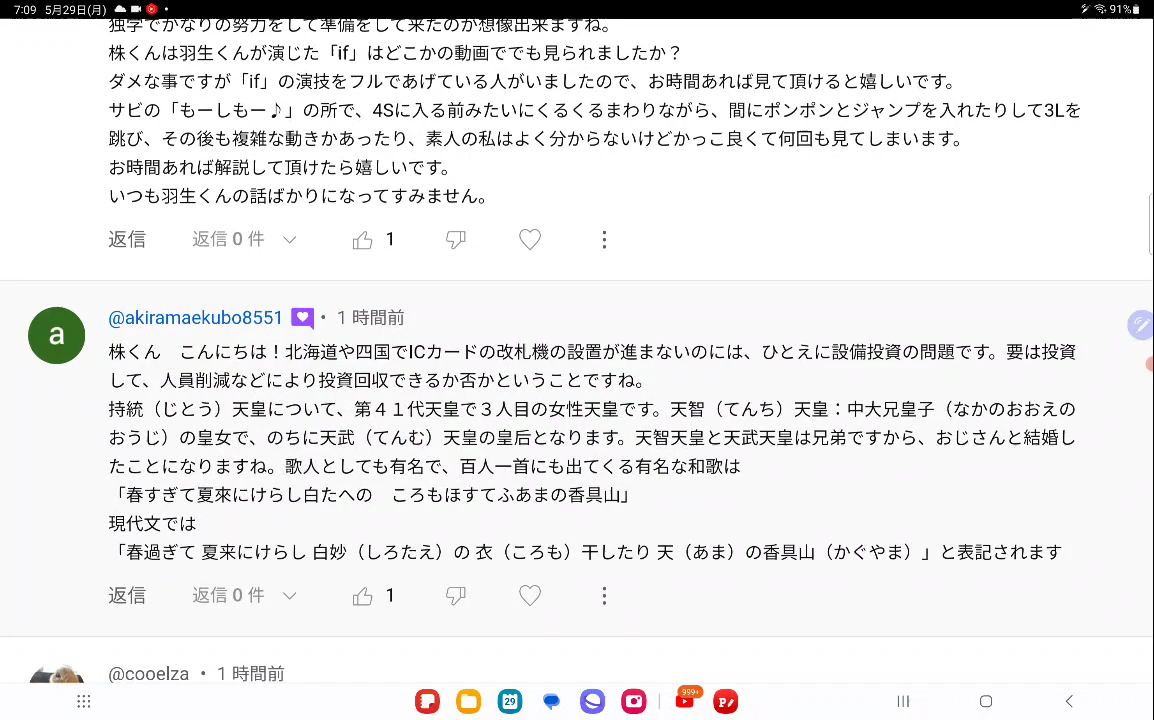 7:09 5月29日(月)
91%
独学でかなりの努力をして準備をして来たのか想像出来ますね。
株くんは羽生くんが演じた「if」はどこかの動画ででも見られましたか？
ダメな事ですが「if」の演技をフルであげている人がいましたので、お時間あれば見て頂けると嬉しいです。
サビの「もーしもー♪」の所で、4Sに入る前みたいにくるくるまわりながら、間にポンポンとジャンプを入れたりして3Lを
跳び、その後も複雑な動きかあったり、素人の私はよく分からないけどかっこ良くて何回も見てしまいます。
お時間あれば解説して頂けたら嬉しいです。
いつも羽生くんの話ばかりになってすみません。
返信 返信 0 件 1
a
@akiramaekubo8551 • 1 時間前
株くん　こんにちは！北海道や四国でICカードの改札機の設置が進まないのには、ひとえに設備投資の問題です。要は投資
して、人員削減などにより投資回収できるか否かということですね。
持統（じとう）天皇について、第４１代天皇で３人目の女性天皇です。天智（てんち）天皇：中大兄皇子（なかのおおえの
おうじ）の皇女で、のちに天武（てんむ）天皇の皇后となります。天智天皇と天武天皇は兄弟ですから、おじさんと結婚し
たことになりますね。歌人としても有名で、百人一首にも出てくる有名な和歌は
「春すぎて夏來にけらし白たへの　ころもほすてふあまの香具山」
現代文では
「春過ぎて 夏来にけらし 白妙（しろたえ）の 衣（ころも）干したり 天（あま）の香具山（かぐやま）」と表記されます
返信 返信 0 件 1
@cooelza • 1 時間前
29
999+